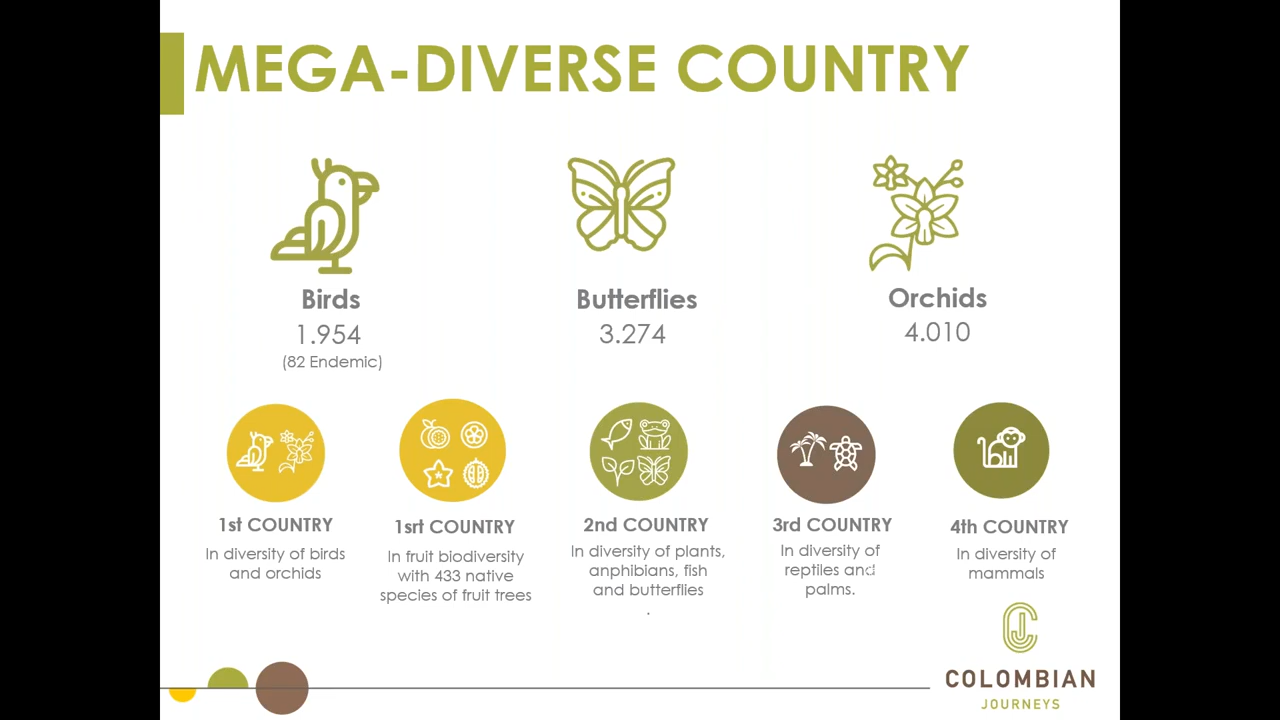 MEGA-DIVERSE COUNTRY
Birds
1.954
(82 Endemic)
Butterflies
3.274
Orchids
4.010
1st COUNTRY
In diversity of birds
and orchids
1srt COUNTRY
In fruit biodiversity
with 433 native
species of fruit trees
2nd COUNTRY
In diversity of plants,
anphibians, fish
and butterflies
.
3rd COUNTRY
In diversity of
reptiles and
palms.
4th COUNTRY
In diversity of
mammals
COLOMBIAN
JOURNEYS